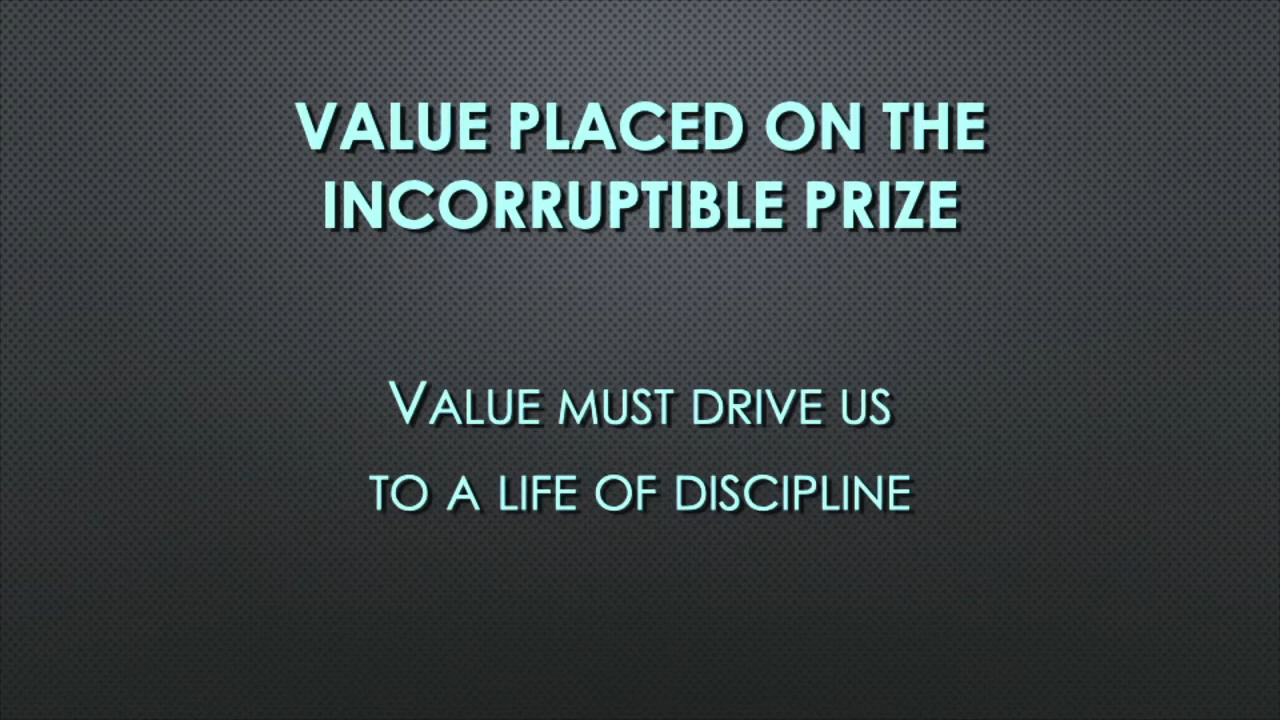 VALUE PLACED ON THE
INCORRUPTIBLE PRIZE
VALUE MUST DRIVE US
TO A LIFE OF DISCIPLINE